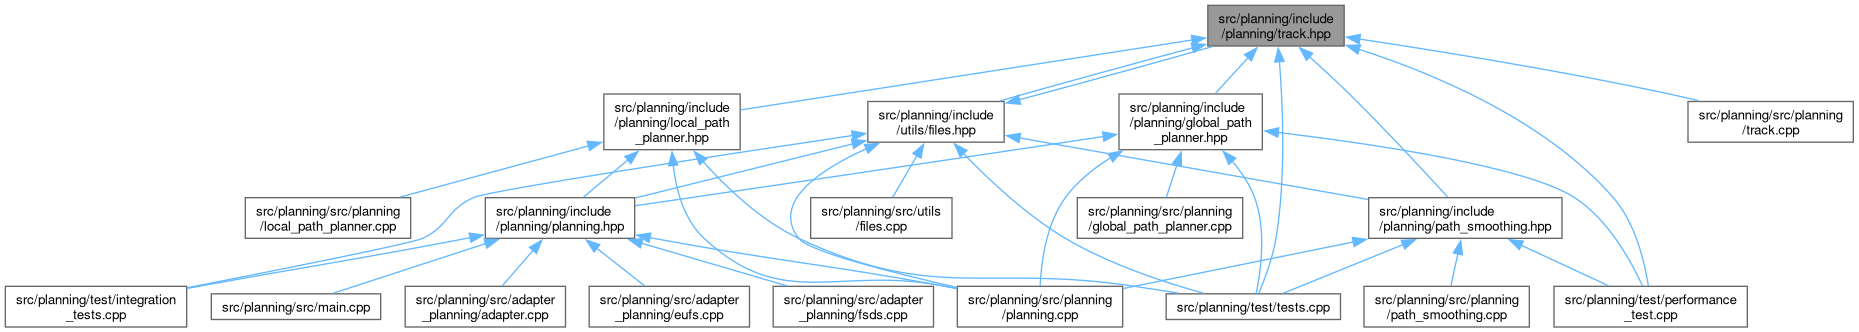 src/planning/include
/planning/track.hpp
src/planning/include
/planning/local_path
_planner.hpp
src/planning/include
/utils/files.hpp
src/planning/include
/planning/global_path
_planner.hpp
src/planning/src/planning
/track.cpp
src/planning/src/planning
/local_path_planner.cpp
src/planning/include
/planning/planning.hpp
src/planning/src/utils
/files.cpp
src/planning/src/planning
/global_path_planner.cpp
src/planning/include
/planning/path_smoothing.hpp
src/planning/test/integration
_tests.cpp
src/planning/src/main.cpp
src/planning/src/adapter
_planning/adapter.cpp
src/planning/src/adapter
_planning/eufs.cpp
src/planning/src/adapter
_planning/fsds.cpp
src/planning/src/planning
/planning.cpp
src/planning/test/tests.cpp
src/planning/src/planning
/path_smoothing.cpp
src/planning/test/performance
_test.cpp